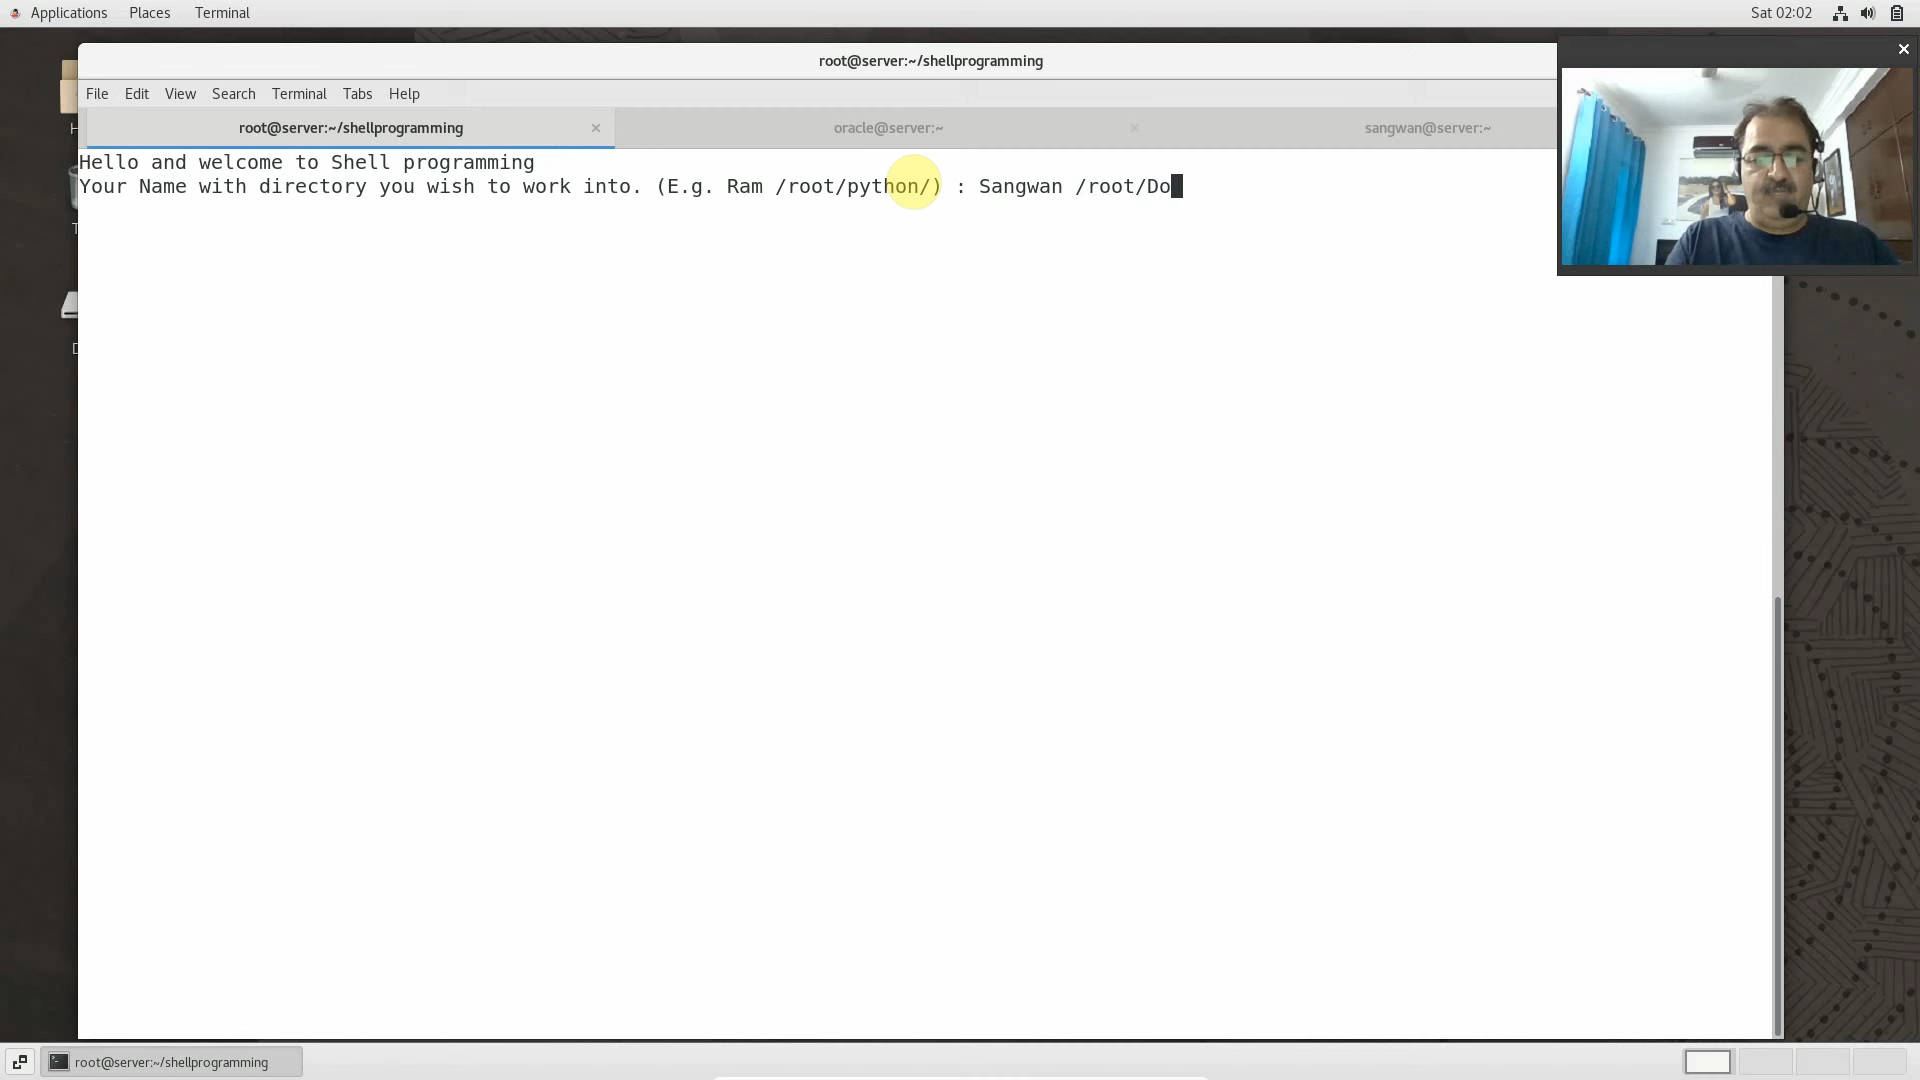 Applications Places Terminal Sat 02:02
root@server:~/shellprogramming
File Edit View Search Terminal Tabs Help
root@server:~/shellprogramming oracle@server:~ sangwan@server:~
Hello and welcome to Shell programming
Your Name with directory you wish to work into. (E.g. Ram /root/python/) : Sangwan /root/Do
root@server:~/shellprogramming